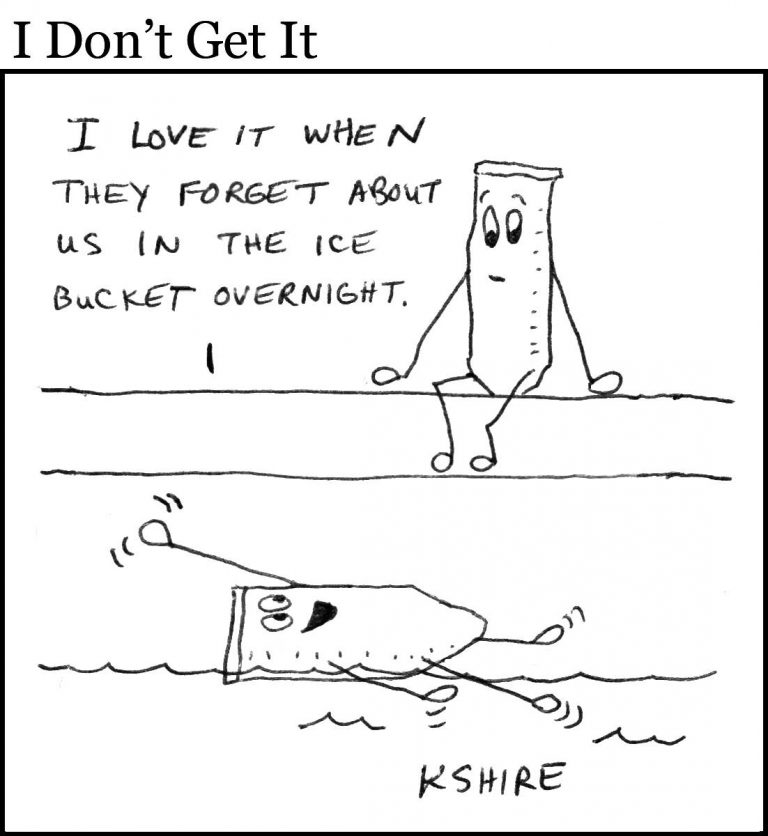 I Don't Get It
I LOVE IT WHEN
THEY FORGET ABOUT
US IN THE ICE
BUCKET OVERNIGHT.
KSHIRE